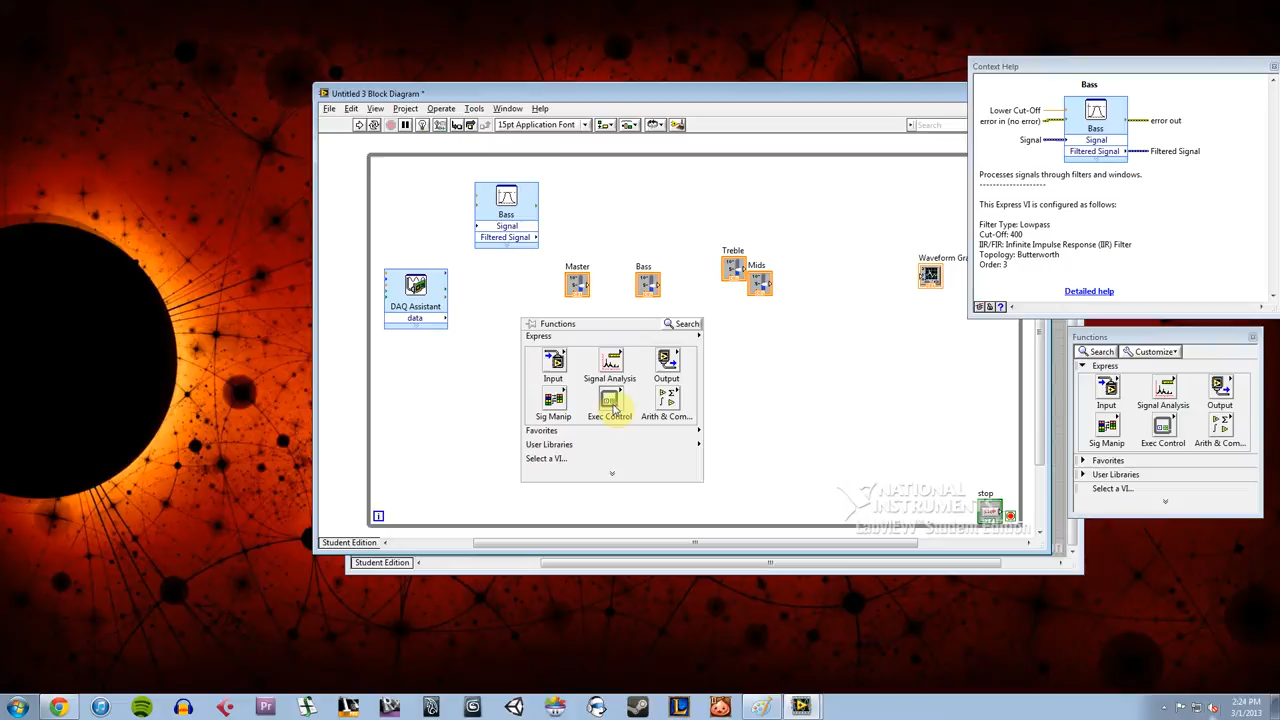 Untitled 3 Block Diagram *
File Edit View Project Operate Tools Window Help
15pt Application Font
Search
Bass
Signal
Filtered Signal
DAQ Assistant
data
Master
Bass
Treble
Mids
Waveform Gra
Functions
Search
Express
Input
Signal Analysis
Output
Sig Manip
Exec Control
Arith & Com...
Favorites
User Libraries
Select a VI...
i
stop
STOP
NATIONAL
INSTRUMENTS
LabVIEW Student Edition
Student Edition
Student Edition
Context Help
Bass
Lower Cut-Off
error in (no error)
Signal
Bass
Signal
Filtered Signal
error out
Filtered Signal
Processes signals through filters and windows.
--------------------
This Express VI is configured as follows:
Filter Type: Lowpass
Cut-Off: 400
IIR/FIR: Infinite Impulse Response (IIR) Filter
Topology: Butterworth
Order: 3
Detailed help
Functions
Search
Customize
Express
Input
Signal Analysis
Output
Sig Manip
Exec Control
Arith & Com...
Favorites
User Libraries
Select a VI...
2:24 PM
3/1/2013